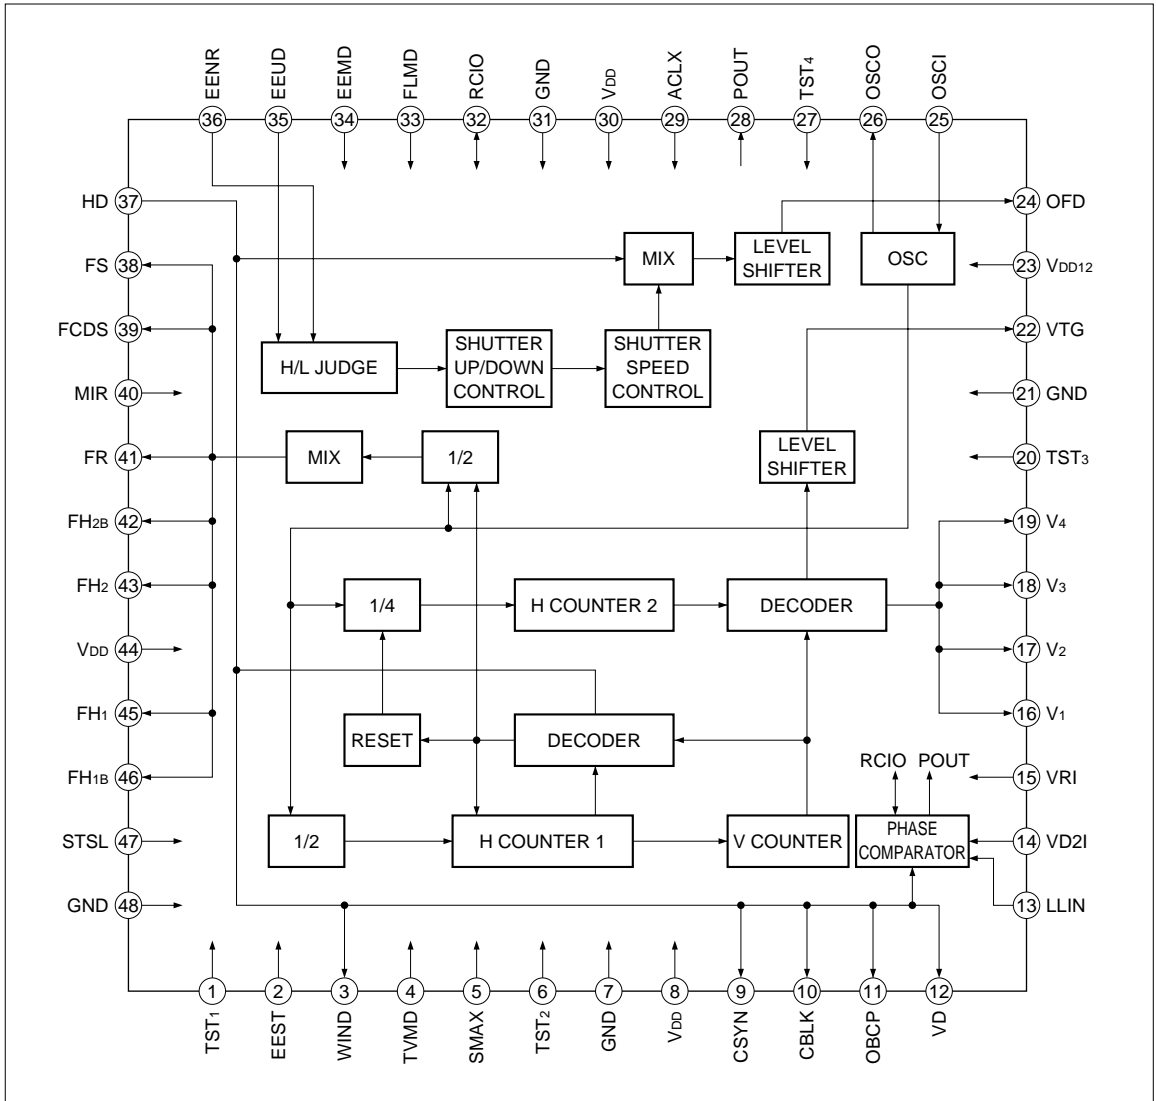 EENR
EEUD
EEMD
FLMD
RCIO
GND
VDD
ACLX
POUT
TST4
OSCO
OSCI
36
35
34
33
32
31
30
29
28
27
26
25
HD 37
24 OFD
FS 38
MIX
LEVEL
SHIFTER
OSC
23 VDD12
FCDS 39
22 VTG
H/L JUDGE
SHUTTER
UP/DOWN
CONTROL
SHUTTER
SPEED
CONTROL
MIR 40
21 GND
FR 41
MIX
1/2
LEVEL
SHIFTER
20 TST3
FH2B 42
19 V4
FH2 43
1/4
H COUNTER 2
DECODER
18 V3
VDD 44
17 V2
FH1 45
RESET
DECODER
16 V1
FH1B 46
RCIO POUT
15 VRI
STSL 47
1/2
H COUNTER 1
V COUNTER
PHASE
COMPARATOR
14 VD2I
GND 48
13 LLIN
1
2
3
4
5
6
7
8
9
10
11
12
TST1
EEST
WIND
TVMD
SMAX
TST2
GND
VDD
CSYN
CBLK
OBCP
VD